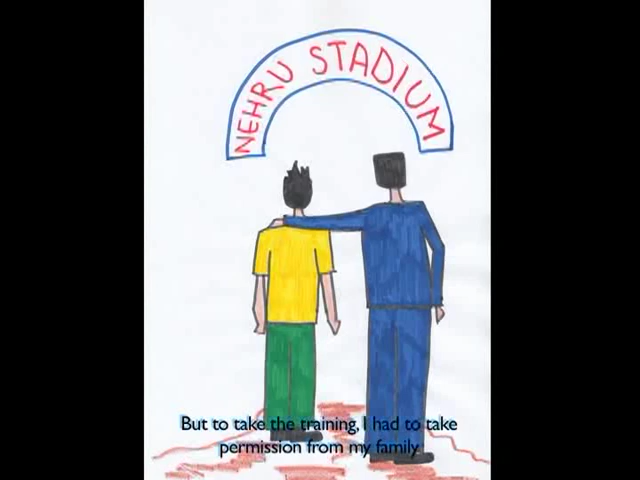 NEHRU STADIUM
But to take the training, I had to take
permission from my family